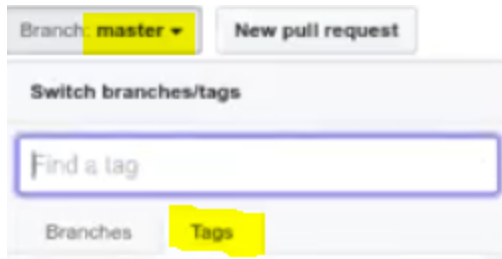 Branch: master New pull request
Switch branches/tags
Find a tag
Branches Tags